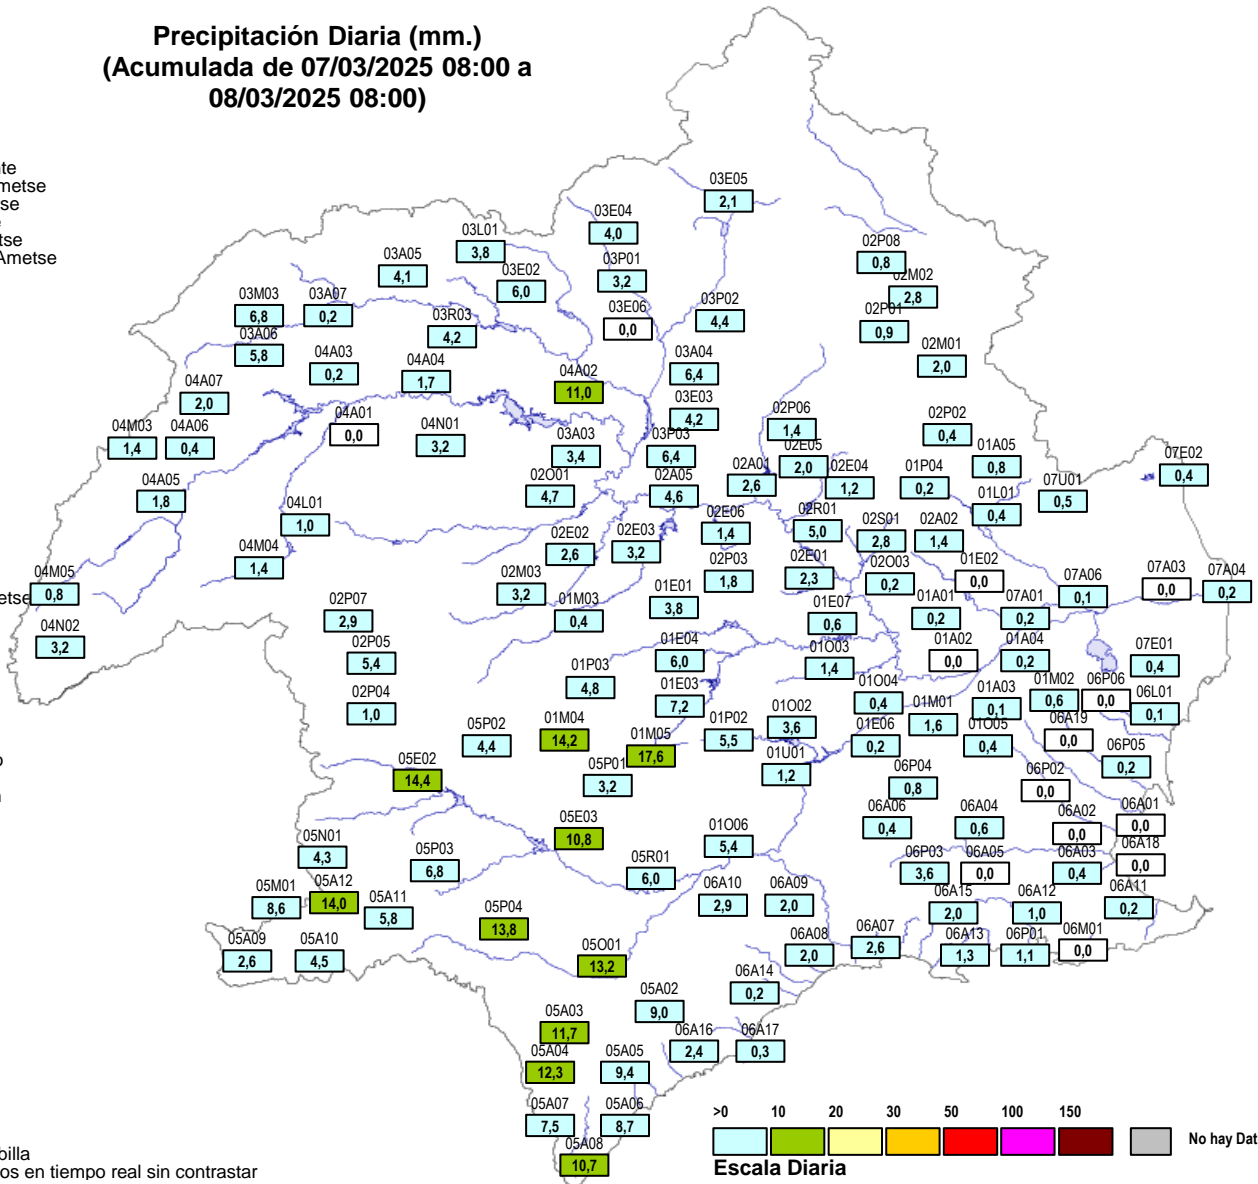 Precipitación Diaria (mm.)
(Acumulada de 07/03/2025 08:00 a
08/03/2025 08:00)
nte
metse
tse
e
tse
Ametse
etse
o
n
billa
os en tiempo real sin contrastar
03E05
2,1
03E04
4,0
03L01
3,8
03P01
3,2
03A05
4,1
03E02
6,0
02P08
0,8
02M02
2,8
03M03
6,8
03A07
0,2
03E06
0,0
03P02
4,4
02P01
0,9
03R03
4,2
03A06
5,8
04A03
0,2
04A04
1,7
04A02
11,0
03A04
6,4
02M01
2,0
04A07
2,0
03E03
4,2
04M03
1,4
04A06
0,4
04A01
0,0
04N01
3,2
03A03
3,4
03P03
6,4
02P06
1,4
02P02
0,4
02E05
2,0
01A05
0,8
07E02
0,4
04A05
1,8
02O01
4,7
02A05
4,6
02A01
2,6
02E04
1,2
01P04
0,2
07U01
0,5
04L01
1,0
01L01
0,4
02E06
1,4
02R01
5,0
02S01
2,8
02A02
1,4
04M04
1,4
02E02
2,6
02E03
3,2
04M05
0,8
02M03
3,2
02P03
1,8
02E01
2,3
02O03
0,2
01E02
0,0
07A06
0,1
07A03
0,0
07A04
0,2
02P07
2,9
01M03
0,4
01E01
3,8
01E07
0,6
01A01
0,2
07A01
0,2
04N02
3,2
02P05
5,4
01E04
6,0
01O03
1,4
01A02
0,0
01A04
0,2
07E01
0,4
01P03
4,8
02P04
1,0
01E03
7,2
01O04
0,4
01A03
0,1
01M02
0,6
06P06
0,0
06L01
0,1
05P02
4,4
01M04
14,2
01M05
17,6
01P02
5,5
01O02
3,6
01E06
0,2
01M01
1,6
01O05
0,4
06A19
0,0
05E02
14,4
05P01
3,2
01U01
1,2
06P04
0,8
06P02
0,0
06P05
0,2
05E03
10,8
01O06
5,4
06A06
0,4
06A04
0,6
06A02
0,0
06A01
0,0
05N01
4,3
05P03
6,8
05R01
6,0
06P03
3,6
06A05
0,0
06A03
0,4
06A18
0,0
05M01
8,6
05A12
14,0
05A11
5,8
06A10
2,9
06A09
2,0
06A15
2,0
06A12
1,0
06A11
0,2
05P04
13,8
05A09
2,6
05A10
4,5
05O01
13,2
06A08
2,0
06A07
2,6
06A13
1,3
06P01
1,1
06M01
0,0
06A14
0,2
05A02
9,0
05A03
11,7
06A16
2,4
06A17
0,3
05A04
12,3
05A05
9,4
05A07
7,5
05A06
8,7
05A08
10,7
>0 10 20 30 50 100 150
No hay Dat
Escala Diaria